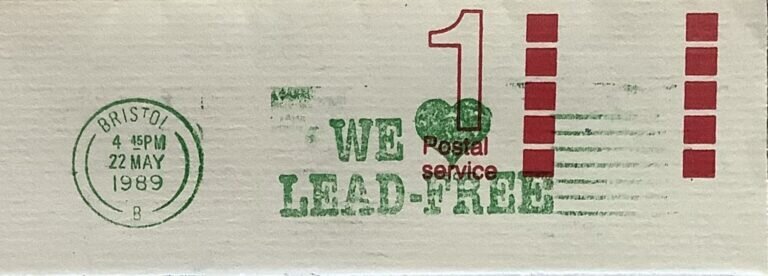 BRISTOL
4 45PM
22 MAY
1989
B
1
Postal
service
WE
LEAD-FREE